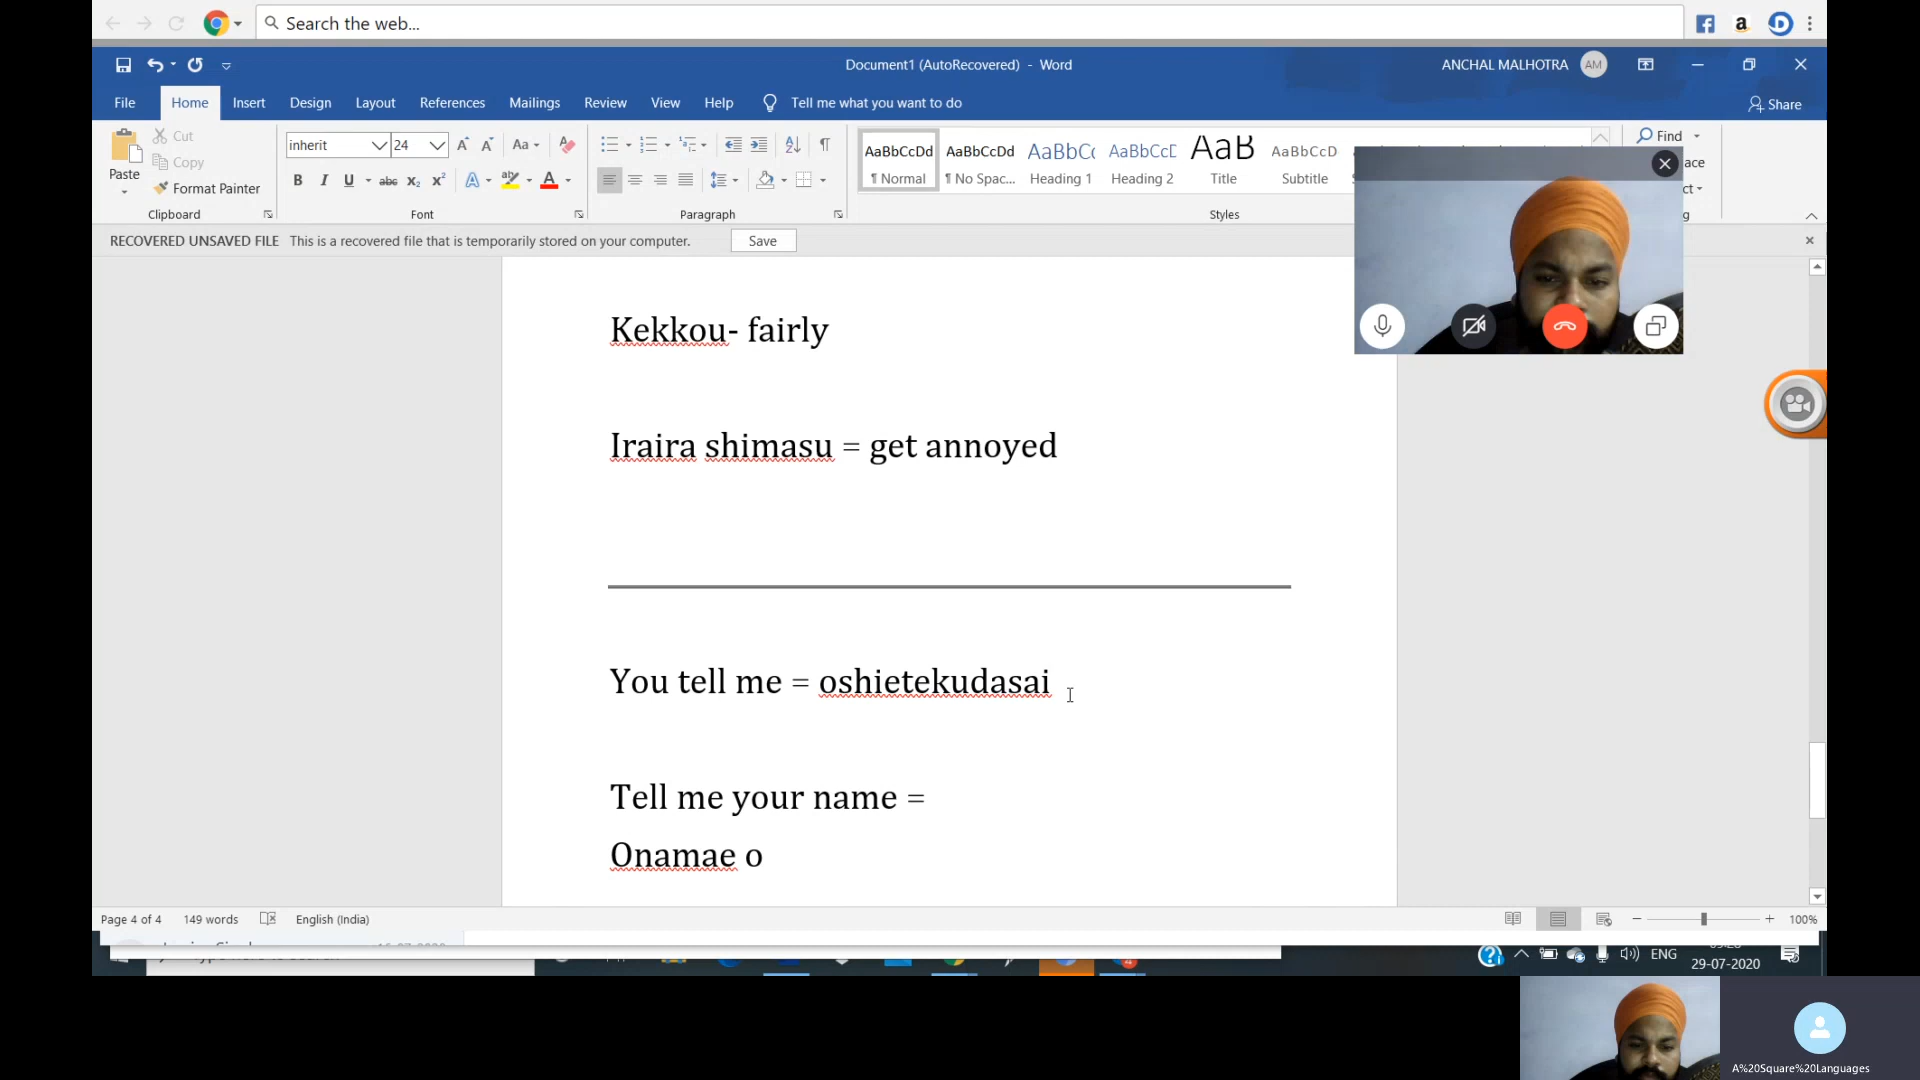 Search the web...
Document1 (AutoRecovered) - Word
ANCHAL MALHOTRA AM
File Home Insert Design Layout References Mailings Review View Help Tell me what you want to do Share
Paste
Cut
Copy
Format Painter
Clipboard
inherit 24
Font
Paragraph
AaBbCcDd AaBbCcDd AaBbCc AaBbCcD AaB AaBbCcD
¶ Normal ¶ No Spac... Heading 1 Heading 2 Title Subtitle
Styles
Find
RECOVERED UNSAVED FILE This is a recovered file that is temporarily stored on your computer. Save
Kekkou- fairly
Iraira shimasu = get annoyed
You tell me = oshietekudasai
Tell me your name =
Onamae o
Page 4 of 4 149 words English (India) 100%
ENG
29-07-2020
A%20Square%20Languages